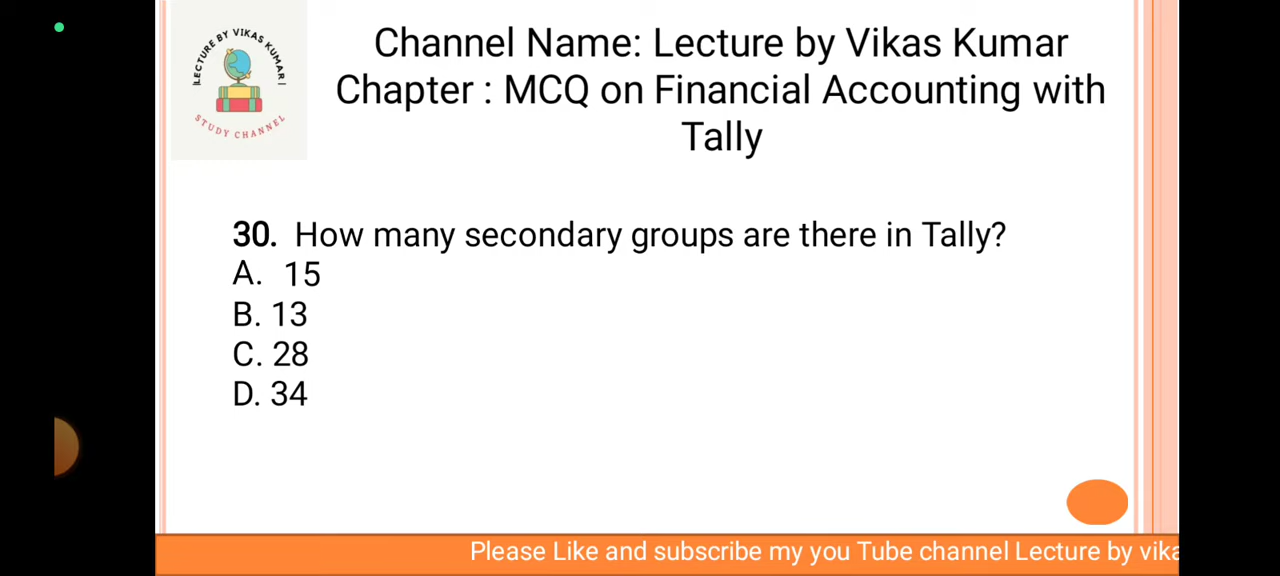 LECTURE BY VIKAS KUMAR
STUDY CHANNEL
Channel Name: Lecture by Vikas Kumar
Chapter : MCQ on Financial Accounting with
Tally
30. How many secondary groups are there in Tally?
A. 15
B. 13
C. 28
D. 34
Please Like and subscribe my you Tube channel Lecture by vika